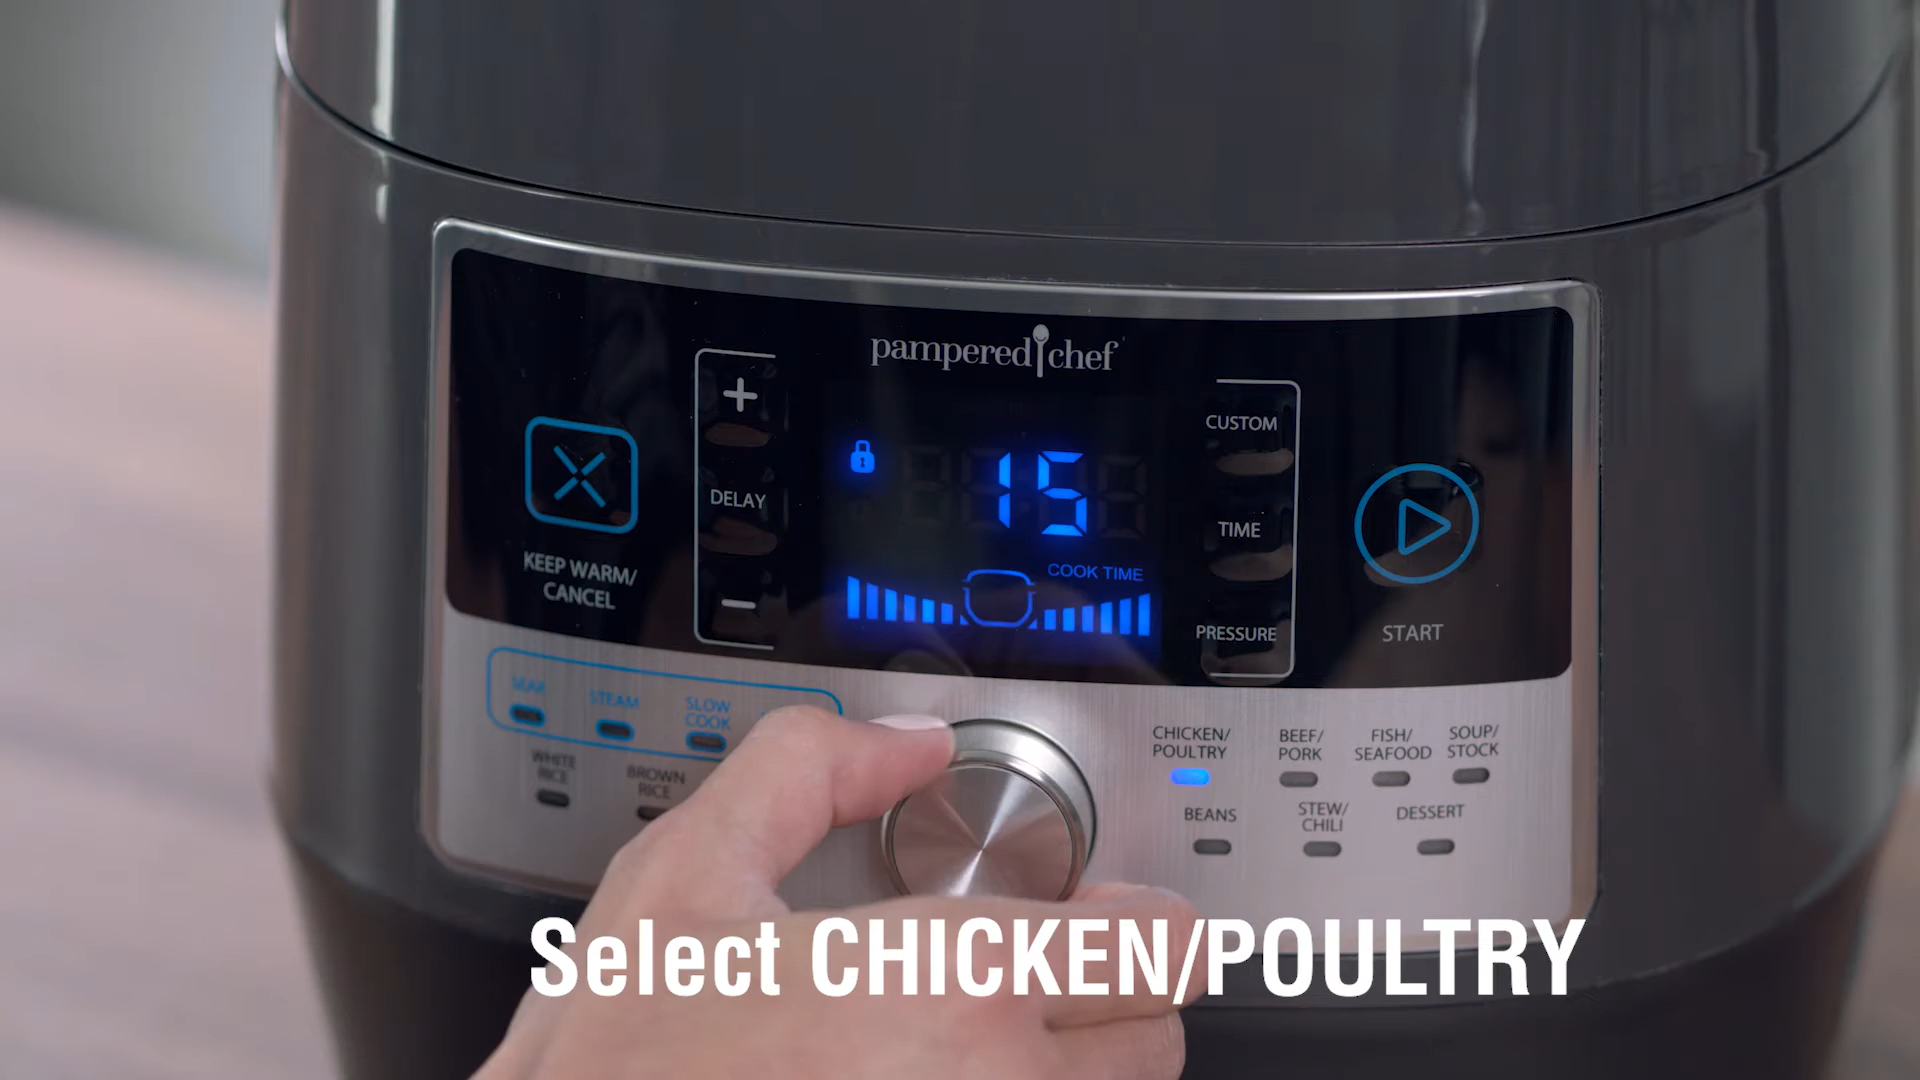 pampered chef
+
CUSTOM
15
DELAY
TIME
COOK TIME
KEEP WARM/
CANCEL
−
PRESSURE
START
SEAR
STEAM
SLOW
COOK
WHITE
RICE
BROWN
RICE
CHICKEN/
POULTRY
BEEF/
PORK
FISH/
SEAFOOD
SOUP/
STOCK
BEANS
STEW/
CHILI
DESSERT
Select CHICKEN/POULTRY